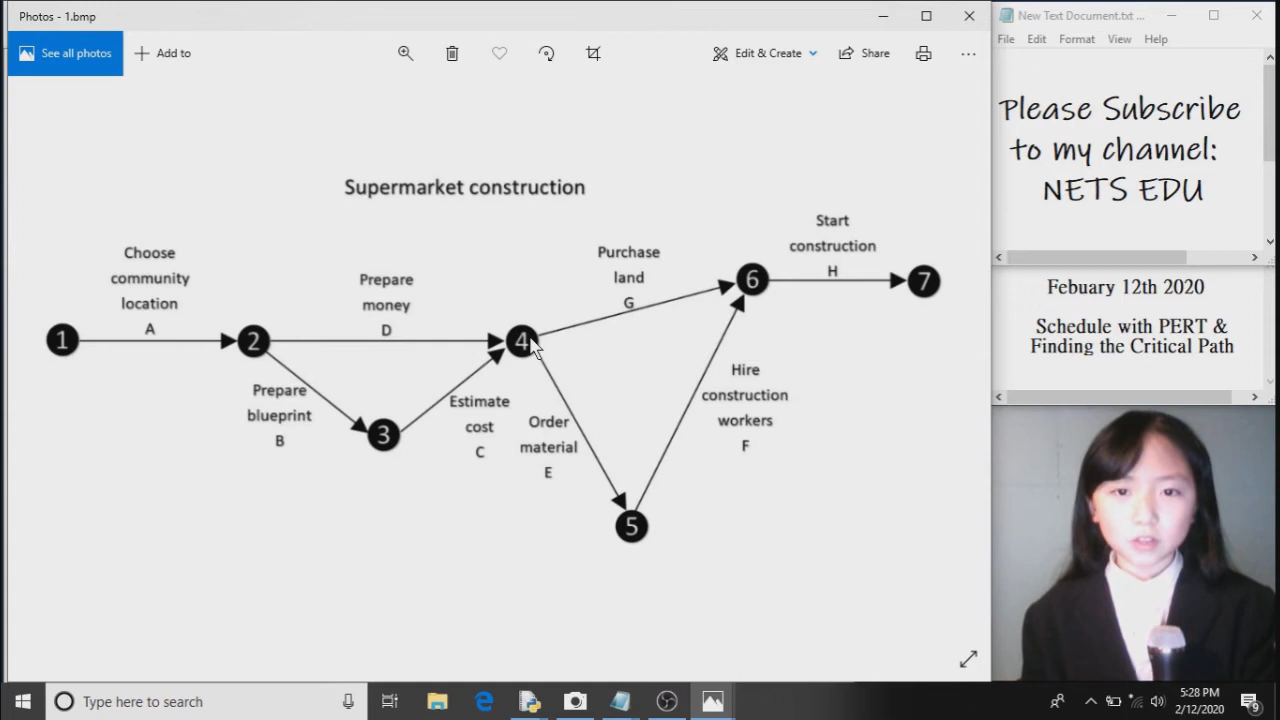 Photos - 1.bmp
See all photos
Add to
Edit & Create
Share
Supermarket construction
Choose
community
location
A
Prepare
money
D
Purchase
land
G
Start
construction
H
1
2
3
4
5
6
7
Prepare
blueprint
B
Estimate
cost
C
Order
material
E
Hire
construction
workers
F
New Text Document.txt ...
File Edit Format View Help
Please Subscribe
to my channel:
NETS EDU
Febuary 12th 2020
Schedule with PERT &
Finding the Critical Path
Type here to search
5:28 PM
2/12/2020
9